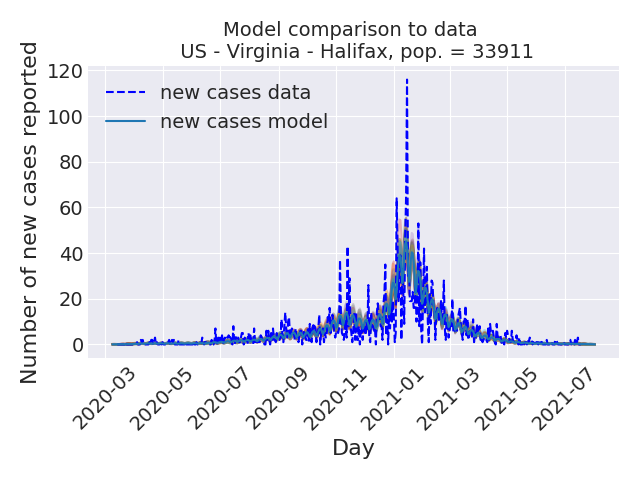 Model comparison to data
US - Virginia - Halifax, pop. = 33911
Number of new cases reported
120
100
80
60
40
20
0
new cases data
new cases model
2020-03
2020-05
2020-07
2020-09
2020-11
2021-01
2021-03
2021-05
2021-07
Day